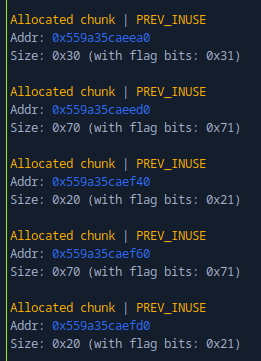 Allocated chunk | PREV_INUSE
Addr: 0x559a35caeea0
Size: 0x30 (with flag bits: 0x31)
Allocated chunk | PREV_INUSE
Addr: 0x559a35caeed0
Size: 0x70 (with flag bits: 0x71)
Allocated chunk | PREV_INUSE
Addr: 0x559a35caef40
Size: 0x20 (with flag bits: 0x21)
Allocated chunk | PREV_INUSE
Addr: 0x559a35caef60
Size: 0x70 (with flag bits: 0x71)
Allocated chunk | PREV_INUSE
Addr: 0x559a35caefd0
Size: 0x20 (with flag bits: 0x21)